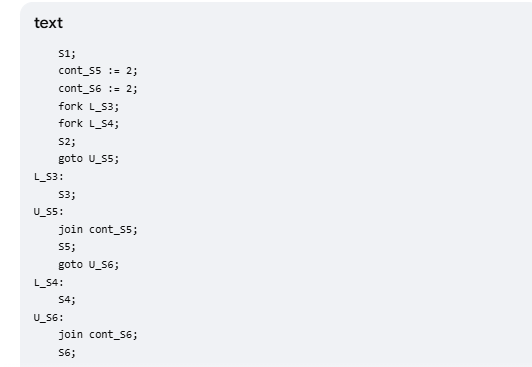 text
S1;
cont_S5 := 2;
cont_S6 := 2;
fork L_S3;
fork L_S4;
S2;
goto U_S5;
L_S3:
S3;
U_S5:
join cont_S5;
S5;
goto U_S6;
L_S4:
S4;
U_S6:
join cont_S6;
S6;